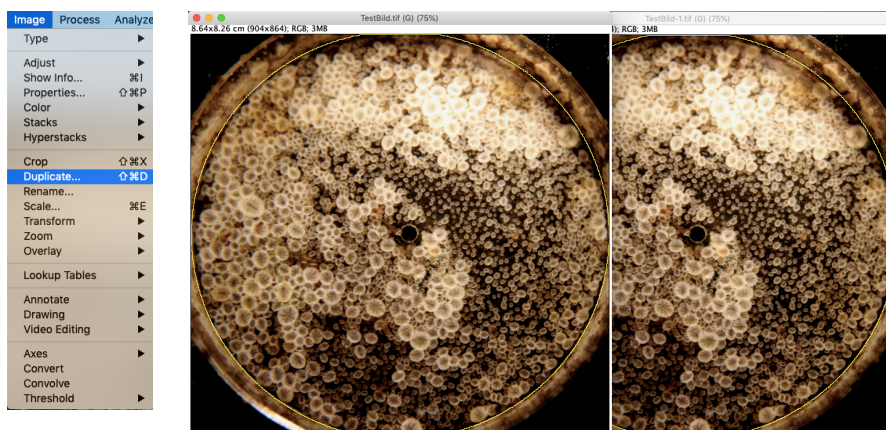 Image Process Analyze
Type
Adjust
Show Info... ⌘I
Properties... ⇧⌘P
Color
Stacks
Hyperstacks
Crop ⇧⌘X
Duplicate... ⇧⌘D
Rename...
Scale... ⌘E
Transform
Zoom
Overlay
Lookup Tables
Annotate
Drawing
Video Editing
Axes
Convert
Convolve
Threshold
TestBild.tif (G) (75%)
8.64x8.26 cm (904x864); RGB; 3MB
TestBild-1.tif (G) (75%)
); RGB; 3MB